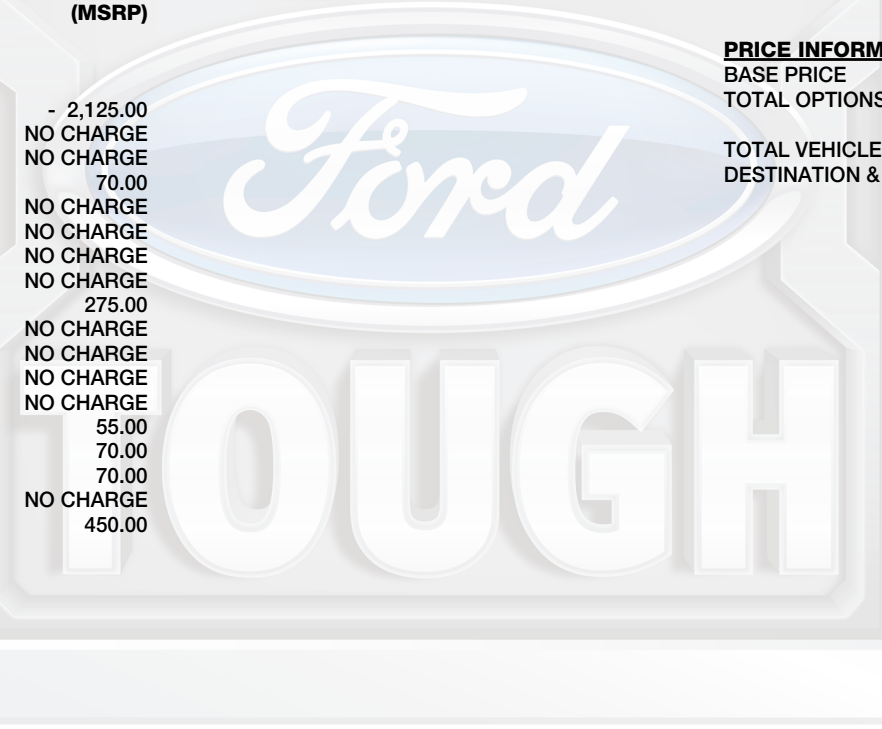 (MSRP)
- 2,125.00
NO CHARGE
NO CHARGE
70.00
NO CHARGE
NO CHARGE
NO CHARGE
NO CHARGE
275.00
NO CHARGE
NO CHARGE
NO CHARGE
NO CHARGE
55.00
70.00
70.00
NO CHARGE
450.00
PRICE INFORM
BASE PRICE
TOTAL OPTIONS
TOTAL VEHICLE
DESTINATION &
Ford
TOUGH